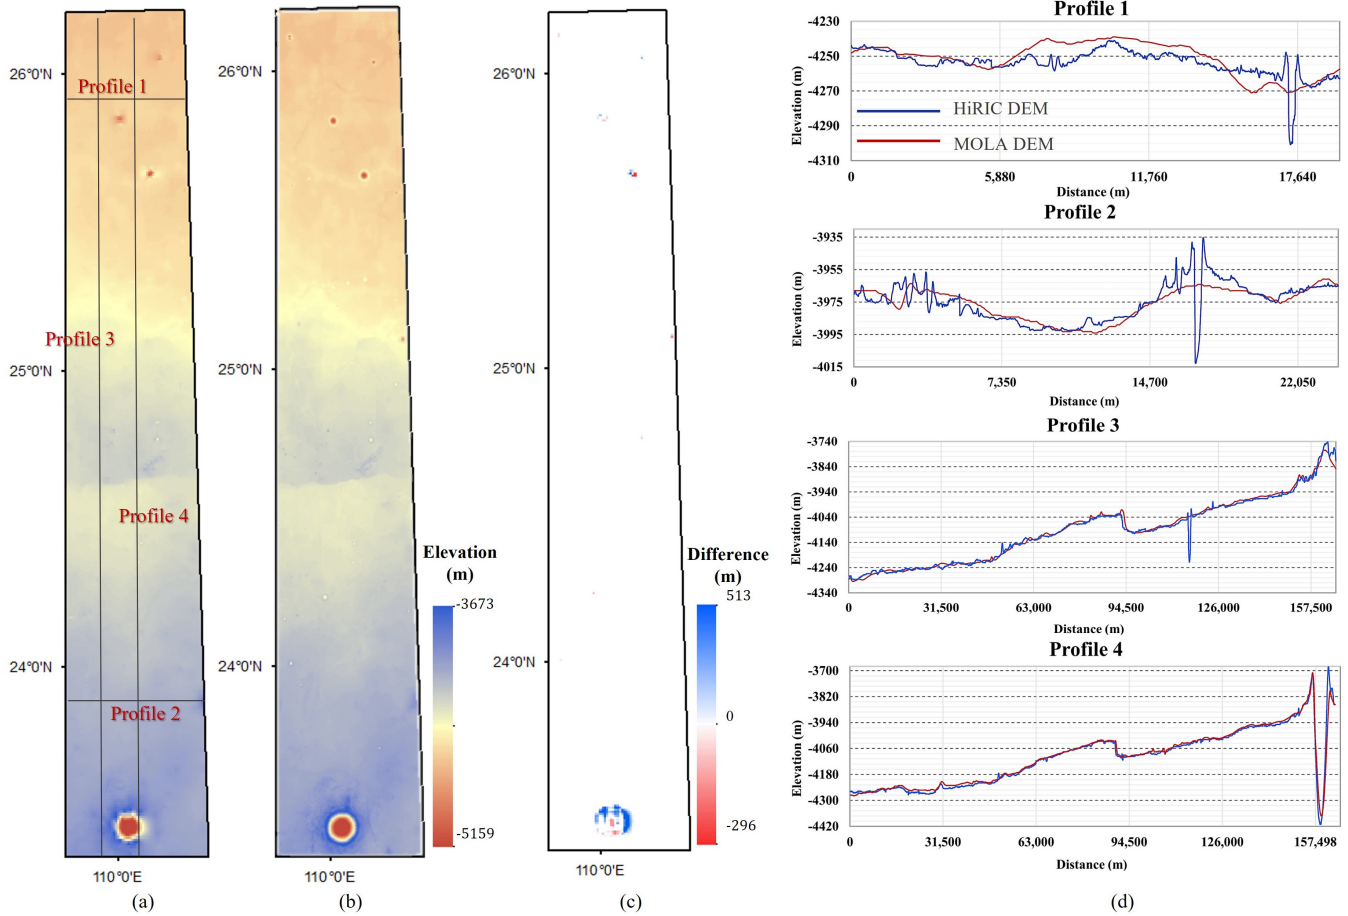 26°0'N
Profile 1
Profile 3
25°0'N
Profile 4
24°0'N
Profile 2
110°0'E
(a)
26°0'N
25°0'N
24°0'N
110°0'E
(b)
Elevation
(m)
-3673
-5159
26°0'N
25°0'N
24°0'N
110°0'E
(c)
Difference
(m)
513
0
-296
Profile 1
Elevation (m)
-4230
-4250
-4270
-4290
-4310
HiRIC DEM
MOLA DEM
0 5,880 11,760 17,640
Distance (m)
Profile 2
Elevation (m)
-3935
-3955
-3975
-3995
-4015
0 7,350 14,700 22,050
Distance (m)
Profile 3
Elevation (m)
-3740
-3840
-3940
-4040
-4140
-4240
-4340
0 31,500 63,000 94,500 126,000 157,500
Distance (m)
Profile 4
Elevation (m)
-3700
-3820
-3940
-4060
-4180
-4300
-4420
0 31,500 63,000 94,500 126,000 157,498
Distance (m)
(d)